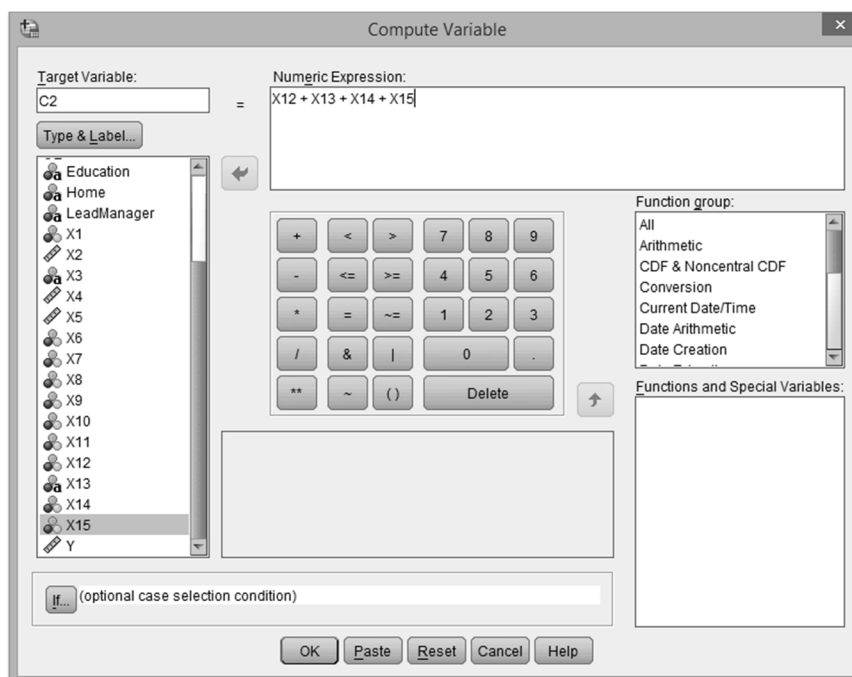 Compute Variable
x
Target Variable:
C2
=
Numeric Expression:
X12 + X13 + X14 + X15
Type & Label...
Education
Home
LeadManager
X1
X2
X3
X4
X5
X6
X7
X8
X9
X10
X11
X12
X13
X14
X15
Y
+ < > 7 8 9
- <= >= 4 5 6
* = ~= 1 2 3
/ & | 0 .
** ~ ( ) Delete
Function group:
All
Arithmetic
CDF & Noncentral CDF
Conversion
Current Date/Time
Date Arithmetic
Date Creation
Functions and Special Variables:
If... (optional case selection condition)
OK Paste Reset Cancel Help